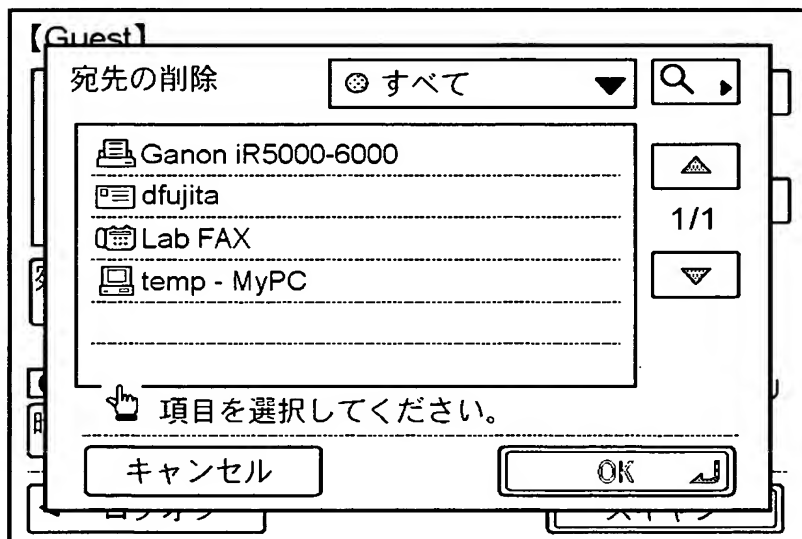 【Guest】
宛先の削除
すべて
Ganon iR5000-6000
dfujita
Lab FAX
temp - MyPC
1/1
項目を選択してください。
キャンセル
OK